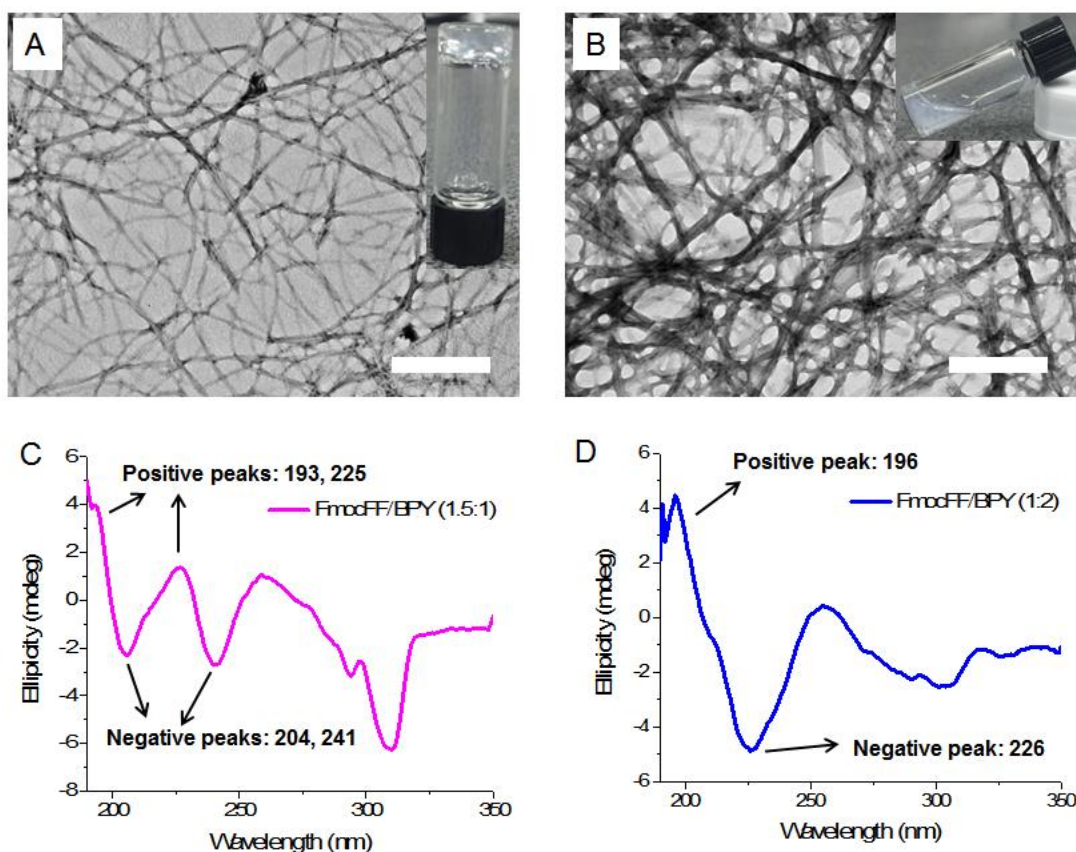 A
B
C
6
4
2
0
-2
-4
-6
-8
Ellipicity (mdeg)
Positive peaks: 193, 225
FmocFF/BPY (1.5:1)
Negative peaks: 204, 241
200
250
300
350
Wavelength (nm)
D
6
4
2
0
-2
-4
-6
Ellipicity (mdeg)
Positive peak: 196
FmocFF/BPY (1:2)
Negative peak: 226
200
250
300
350
Wavelength (nm)